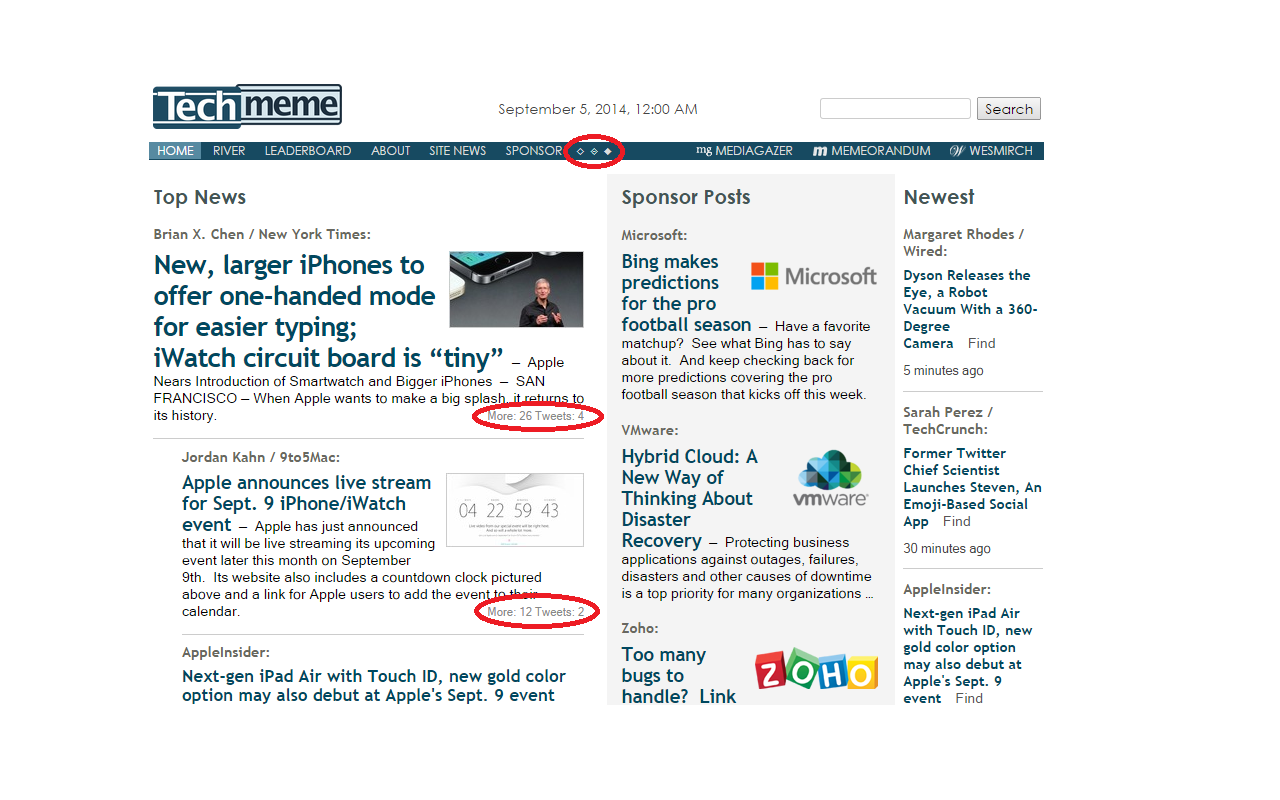 Techmeme
September 5, 2014, 12:00 AM
Search
HOME RIVER LEADERBOARD ABOUT SITE NEWS SPONSOR mg MEDIAGAZER m MEMEORANDUM W WESMIRCH
Top News
Brian X. Chen / New York Times:
New, larger iPhones to
offer one-handed mode
for easier typing;
iWatch circuit board is “tiny” – Apple
Nears Introduction of Smartwatch and Bigger iPhones – SAN
FRANCISCO – When Apple wants to make a big splash, it returns to
its history.
More: 26 Tweets: 4
Jordan Kahn / 9to5Mac:
Apple announces live stream
for Sept. 9 iPhone/iWatch
event – Apple has just announced
that it will be live streaming its upcoming
event later this month on September
9th. Its website also includes a countdown clock pictured
above and a link for Apple users to add the event to their
calendar.
04 22 59 43
More: 12 Tweets: 2
AppleInsider:
Next-gen iPad Air with Touch ID, new gold color
option may also debut at Apple's Sept. 9 event
Sponsor Posts
Microsoft:
Bing makes
predictions
for the pro
football season – Have a favorite
matchup? See what Bing has to say
about it. And keep checking back for
more predictions covering the pro
football season that kicks off this week.
Microsoft
VMware:
Hybrid Cloud: A
New Way of
Thinking About
Disaster
Recovery – Protecting business
applications against outages, failures,
disasters and other causes of downtime
is a top priority for many organizations ...
vmware
Zoho:
Too many
bugs to
handle? Link
ZOHO
Newest
Margaret Rhodes /
Wired:
Dyson Releases the
Eye, a Robot
Vacuum With a 360-
Degree
Camera Find
5 minutes ago
Sarah Perez /
TechCrunch:
Former Twitter
Chief Scientist
Launches Steven, An
Emoji-Based Social
App Find
30 minutes ago
AppleInsider:
Next-gen iPad Air
with Touch ID, new
gold color option
may also debut at
Apple's Sept. 9
event Find